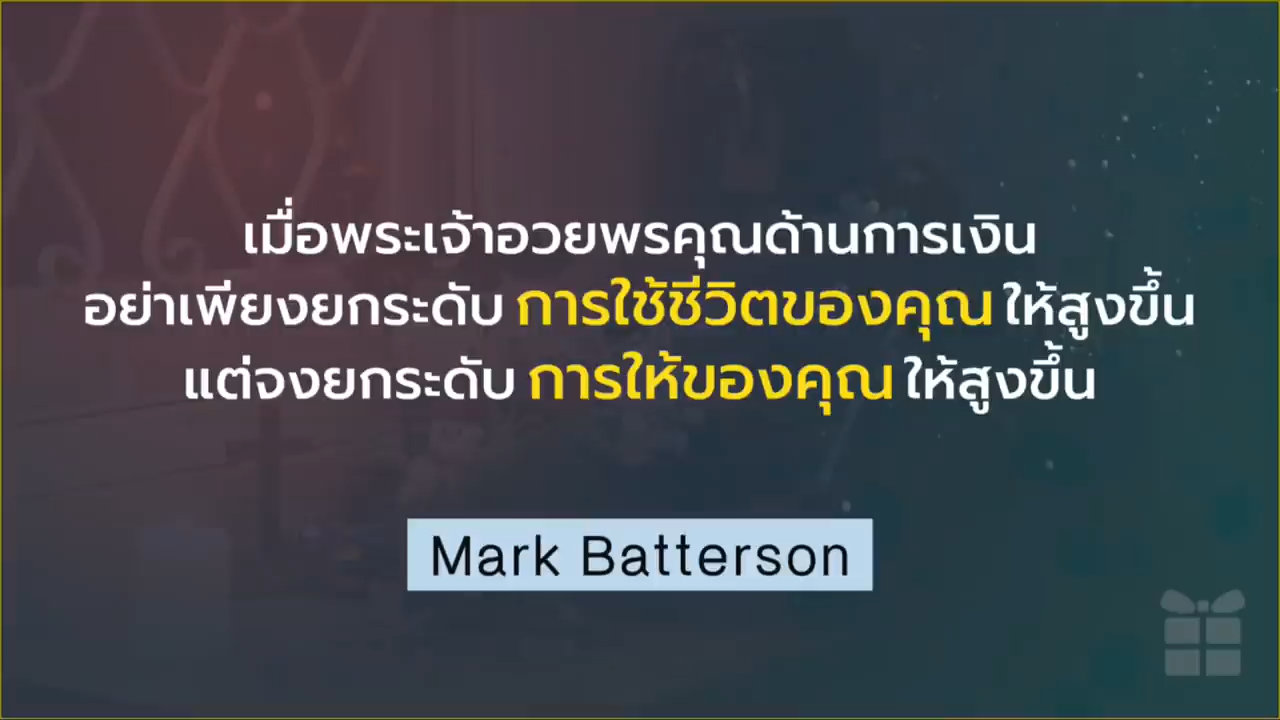 เมื่อพระเจ้าอวยพรคุณด้านการเงิน
อย่าเพียงยกระดับ การใช้ชีวิตของคุณ ให้สูงขึ้น
แต่จงยกระดับ การให้ของคุณ ให้สูงขึ้น
Mark Batterson